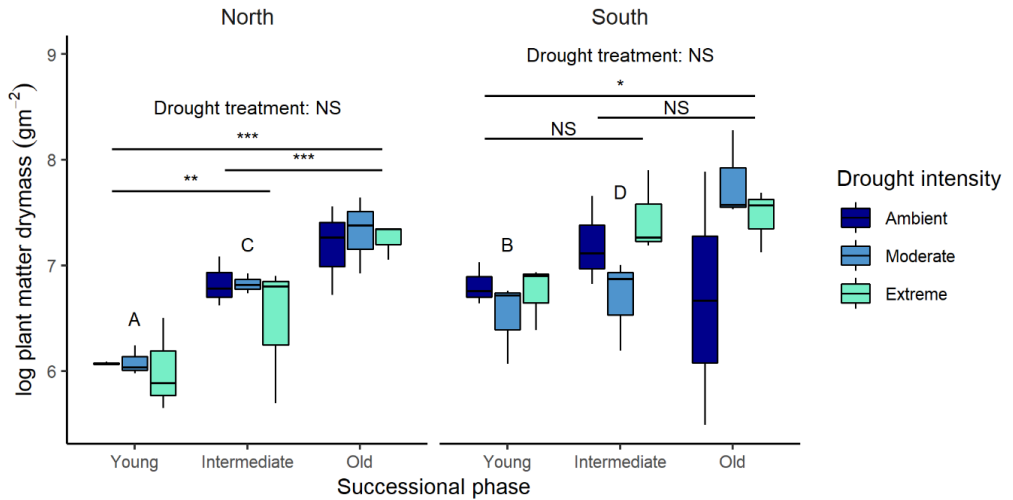 North
South
log plant matter drymass (gm⁻²)
9
8
7
6
Drought treatment: NS
***
***
**
A
C
Drought treatment: NS
*
NS
NS
B
D
Young
Intermediate
Old
Young
Intermediate
Old
Successional phase
Drought intensity
Ambient
Moderate
Extreme